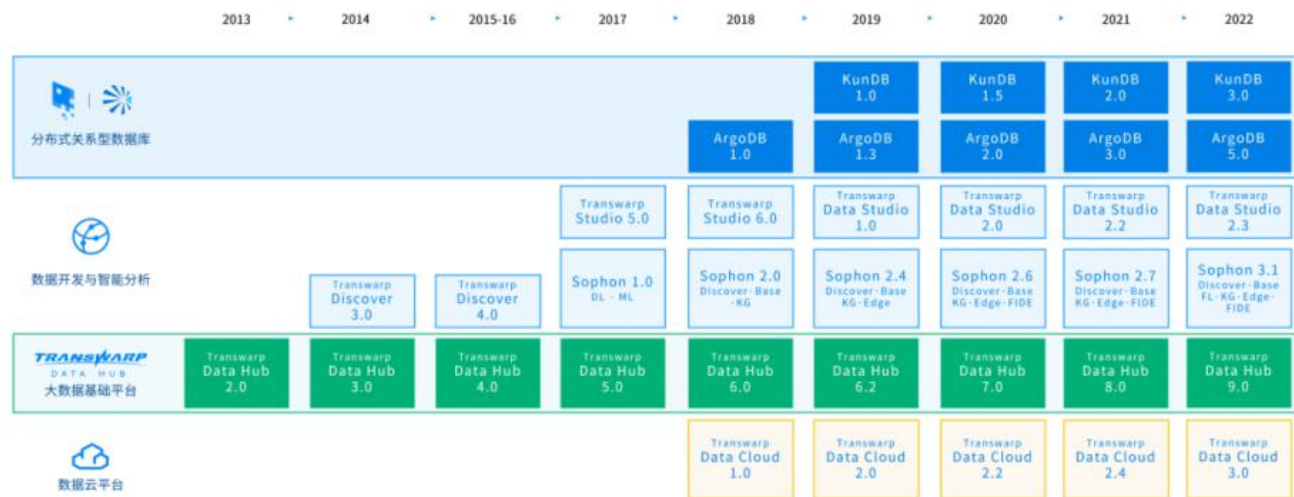 2013 2014 2015-16 2017 2018 2019 2020 2021 2022
分布式关系型数据库
KunDB
1.0
KunDB
1.5
KunDB
2.0
KunDB
3.0
ArgoDB
1.0
ArgoDB
1.3
ArgoDB
2.0
ArgoDB
3.0
ArgoDB
5.0
数据开发与智能分析
Transwarp
Studio 5.0
Transwarp
Studio 6.0
Transwarp
Data Studio
1.0
Transwarp
Data Studio
2.0
Transwarp
Data Studio
2.2
Transwarp
Data Studio
2.3
Transwarp
Discover
3.0
Transwarp
Discover
4.0
Sophon 1.0
DL · ML
Sophon 2.0
Discover·Base
·KG
Sophon 2.4
Discover·Base
KG·Edge
Sophon 2.6
Discover·Base
KG·Edge·FIDE
Sophon 2.7
Discover·Base
KG·Edge·FIDE
Sophon 3.1
Discover·Base
FL·KG·Edge·
FIDE
TRANSWARP
DATA HUB
大数据基础平台
Transwarp
Data Hub
2.0
Transwarp
Data Hub
3.0
Transwarp
Data Hub
4.0
Transwarp
Data Hub
5.0
Transwarp
Data Hub
6.0
Transwarp
Data Hub
6.2
Transwarp
Data Hub
7.0
Transwarp
Data Hub
8.0
Transwarp
Data Hub
9.0
数据云平台
Transwarp
Data Cloud
1.0
Transwarp
Data Cloud
2.0
Transwarp
Data Cloud
2.2
Transwarp
Data Cloud
2.4
Transwarp
Data Cloud
3.0